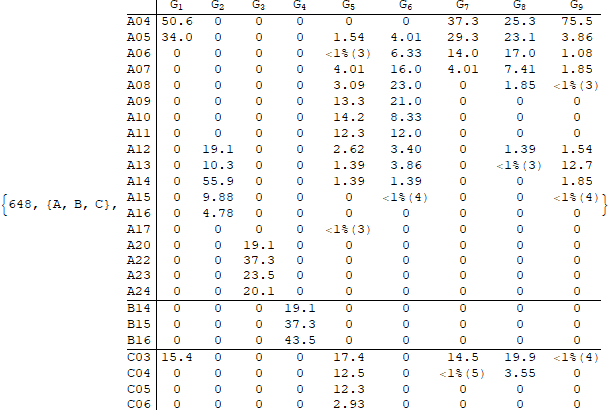 G₁ G₂ G₃ G₄ G₅ G₆ G₇ G₈ G₉
A04 50.6 0 0 0 0 0 37.3 25.3 75.5
A05 34.0 0 0 0 1.54 4.01 29.3 23.1 3.86
A06 0 0 0 0 <1%(3) 6.33 14.0 17.0 1.08
A07 0 0 0 0 4.01 16.0 4.01 7.41 1.85
A08 0 0 0 0 3.09 23.0 0 1.85 <1%(3)
A09 0 0 0 0 13.3 21.0 0 0 0
A10 0 0 0 0 14.2 8.33 0 0 0
A11 0 0 0 0 12.3 12.0 0 0 0
A12 0 19.1 0 0 2.62 3.40 0 1.39 1.54
A13 0 10.3 0 0 1.39 3.86 0 <1%(3) 12.7
A14 0 55.9 0 0 1.39 1.39 0 0 1.85
{648, {A, B, C}, A15 0 9.88 0 0 0 <1%(4) 0 0 <1%(4) }
A16 0 4.78 0 0 0 0 0 0 0
A17 0 0 0 0 <1%(3) 0 0 0 0
A20 0 0 19.1 0 0 0 0 0 0
A22 0 0 37.3 0 0 0 0 0 0
A23 0 0 23.5 0 0 0 0 0 0
A24 0 0 20.1 0 0 0 0 0 0
B14 0 0 0 19.1 0 0 0 0 0
B15 0 0 0 37.3 0 0 0 0 0
B16 0 0 0 43.5 0 0 0 0 0
C03 15.4 0 0 0 17.4 0 14.5 19.9 <1%(4)
C04 0 0 0 0 12.5 0 <1%(5) 3.55 0
C05 0 0 0 0 12.3 0 0 0 0
C06 0 0 0 0 2.93 0 0 0 0